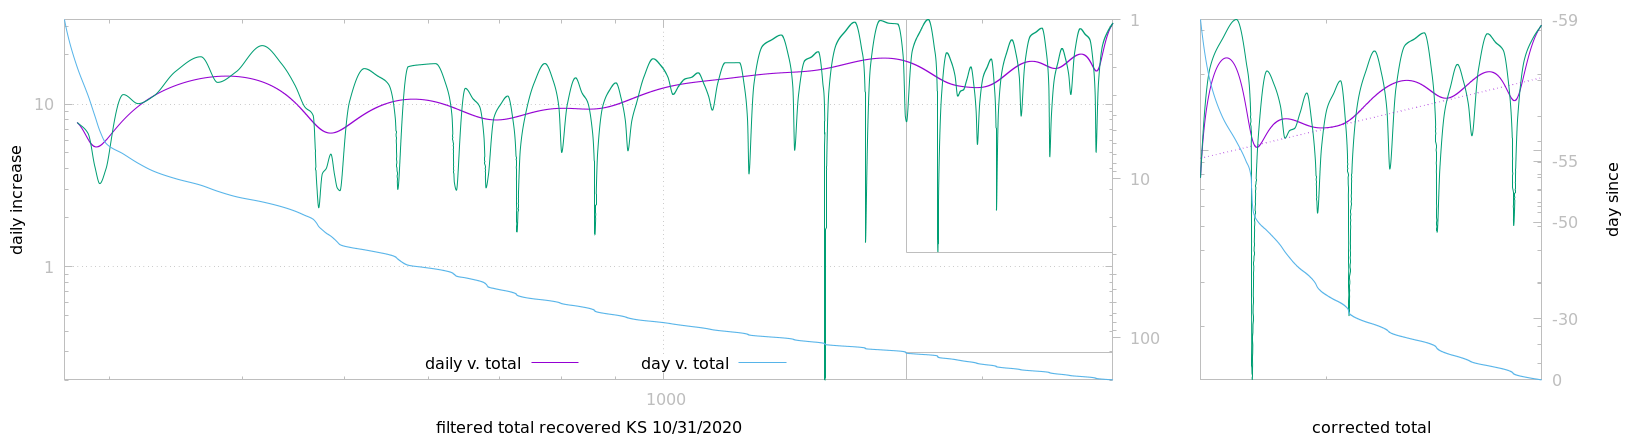 daily increase
10
1
daily v. total
day v. total
1000
filtered total recovered KS 10/31/2020
1
10
100
-59
-55
-50
-30
0
day since
corrected total